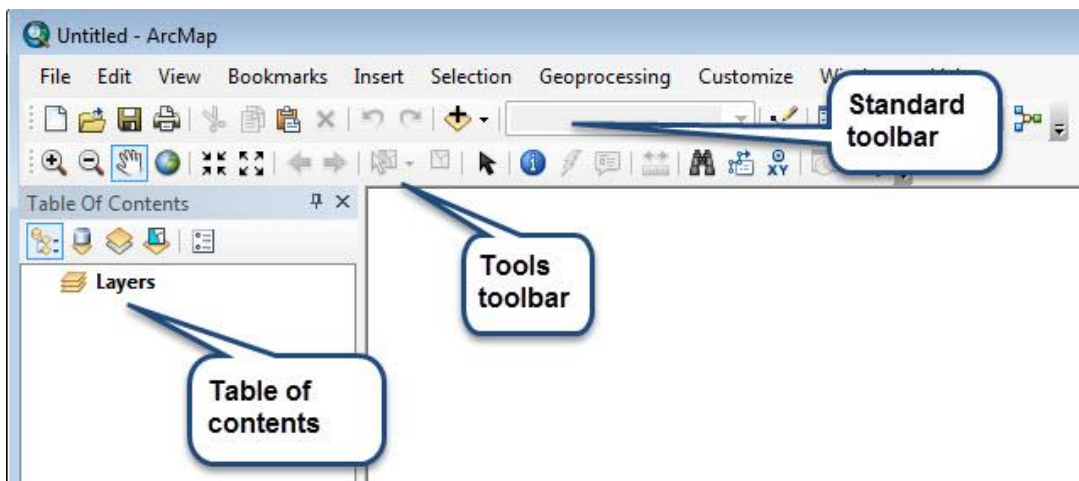 Untitled - ArcMap
File Edit View Bookmarks Insert Selection Geoprocessing Customize
Standard
toolbar
XY
Table Of Contents
Layers
Tools
toolbar
Table of
contents